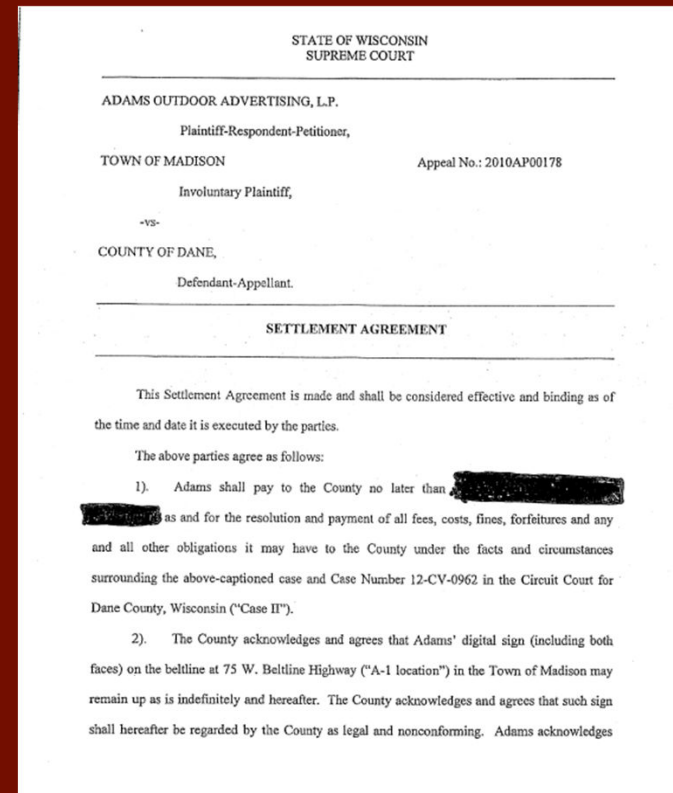 STATE OF WISCONSIN
SUPREME COURT
ADAMS OUTDOOR ADVERTISING, L.P.
Plaintiff-Respondent-Petitioner,
TOWN OF MADISON Appeal No.: 2010AP00178
Involuntary Plaintiff,
-vs-
COUNTY OF DANE,
Defendant-Appellant.
SETTLEMENT AGREEMENT
This Settlement Agreement is made and shall be considered effective and binding as of
the time and date it is executed by the parties.
The above parties agree as follows:
1). Adams shall pay to the County no later than
as and for the resolution and payment of all fees, costs, fines, forfeitures and any
and all other obligations it may have to the County under the facts and circumstances
surrounding the above-captioned case and Case Number 12-CV-0962 in the Circuit Court for
Dane County, Wisconsin ("Case II").
2). The County acknowledges and agrees that Adams' digital sign (including both
faces) on the beltline at 75 W. Beltline Highway ("A-1 location") in the Town of Madison may
remain up as is indefinitely and hereafter. The County acknowledges and agrees that such sign
shall hereafter be regarded by the County as legal and nonconforming. Adams acknowledges